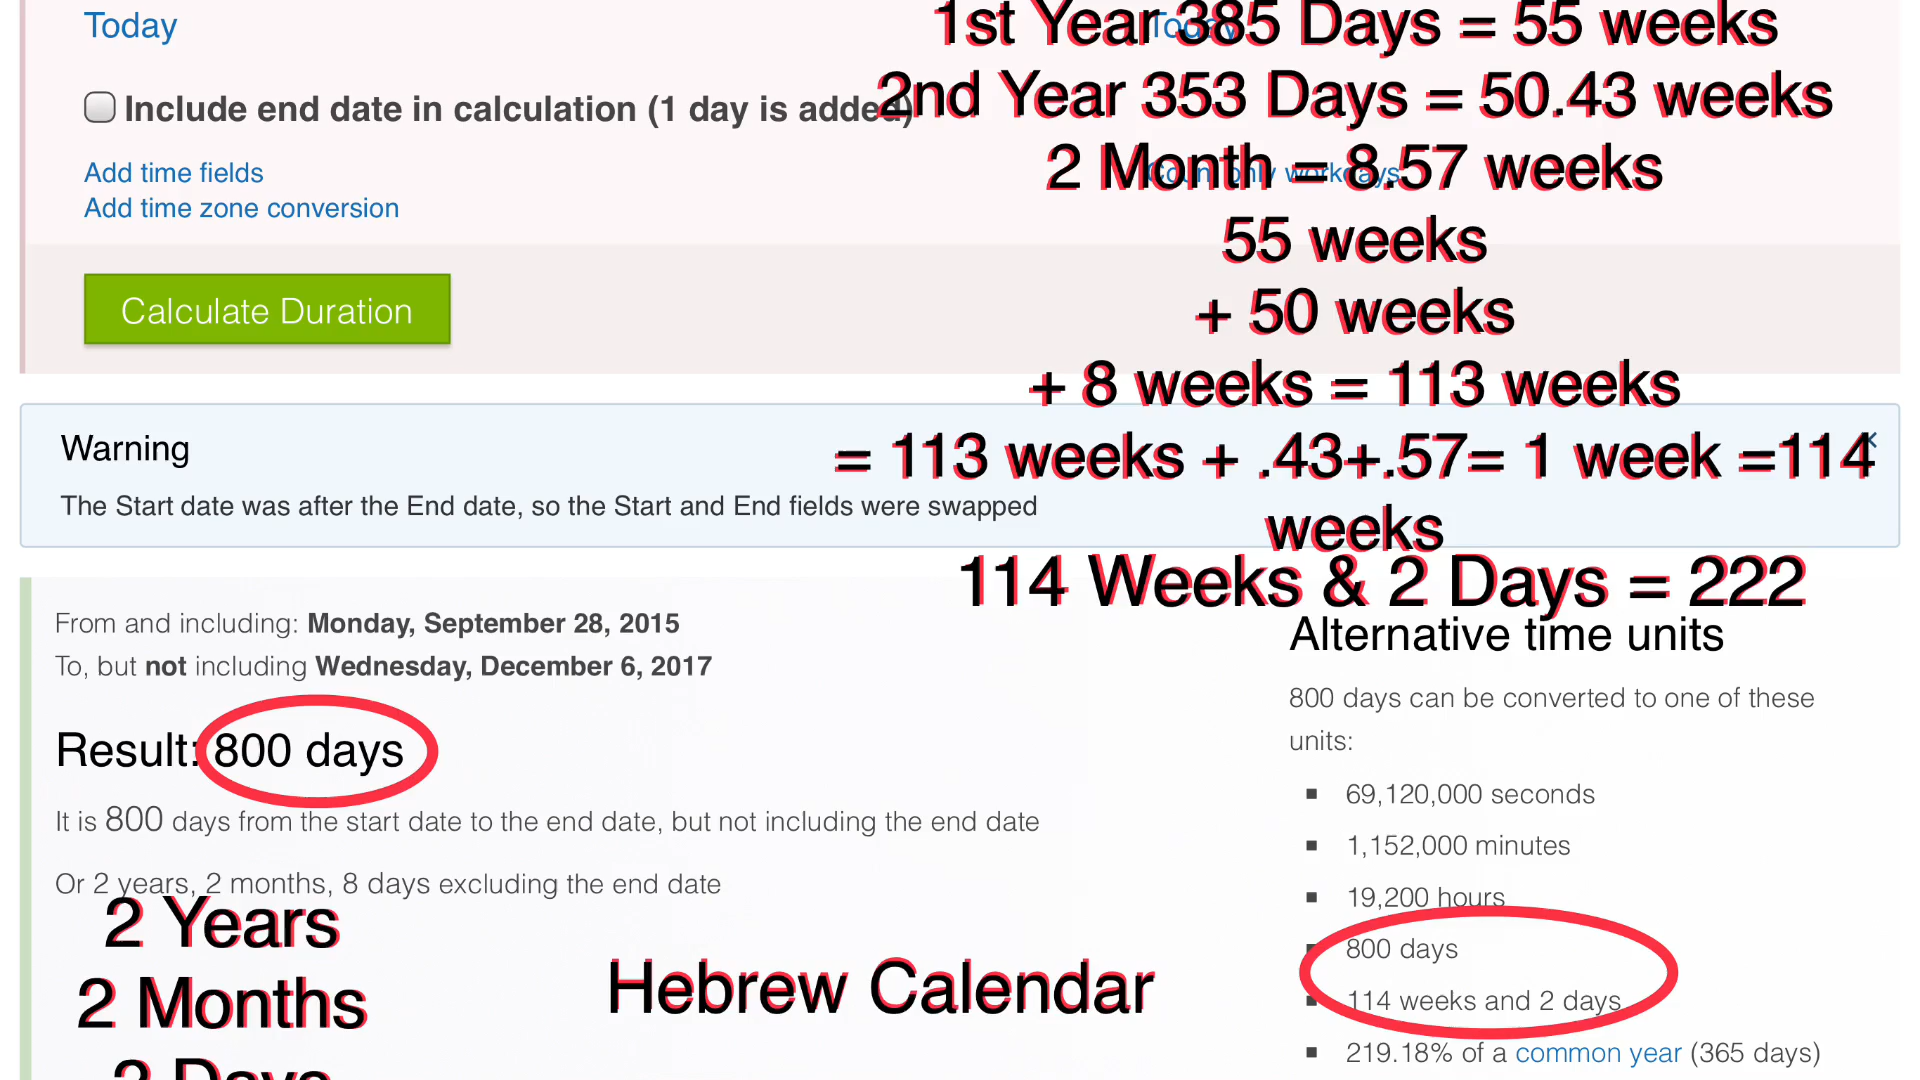 Today
1st Year 385 Days = 55 weeks
Include end date in calculation (1 day is added)
2nd Year 353 Days = 50.43 weeks
Add time fields
2 Month = 8.57 weeks
Add time zone conversion
55 weeks
+ 50 weeks
Calculate Duration
+ 8 weeks = 113 weeks
Warning
= 113 weeks + .43+.57= 1 week =114
weeks
The Start date was after the End date, so the Start and End fields were swapped
114 Weeks & 2 Days = 222
From and including: Monday, September 28, 2015
To, but not including Wednesday, December 6, 2017
Result: 800 days
It is 800 days from the start date to the end date, but not including the end date
Or 2 years, 2 months, 8 days excluding the end date
2 Years
2 Months
2 Days
Hebrew Calendar
Alternative time units
800 days can be converted to one of these
units:
69,120,000 seconds
1,152,000 minutes
19,200 hours
800 days
114 weeks and 2 days
219.18% of a common year (365 days)